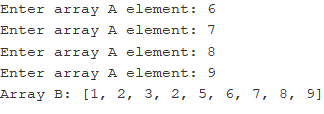 Enter array A element: 6
Enter array A element: 7
Enter array A element: 8
Enter array A element: 9
Array B: [1, 2, 3, 2, 5, 6, 7, 8, 9]